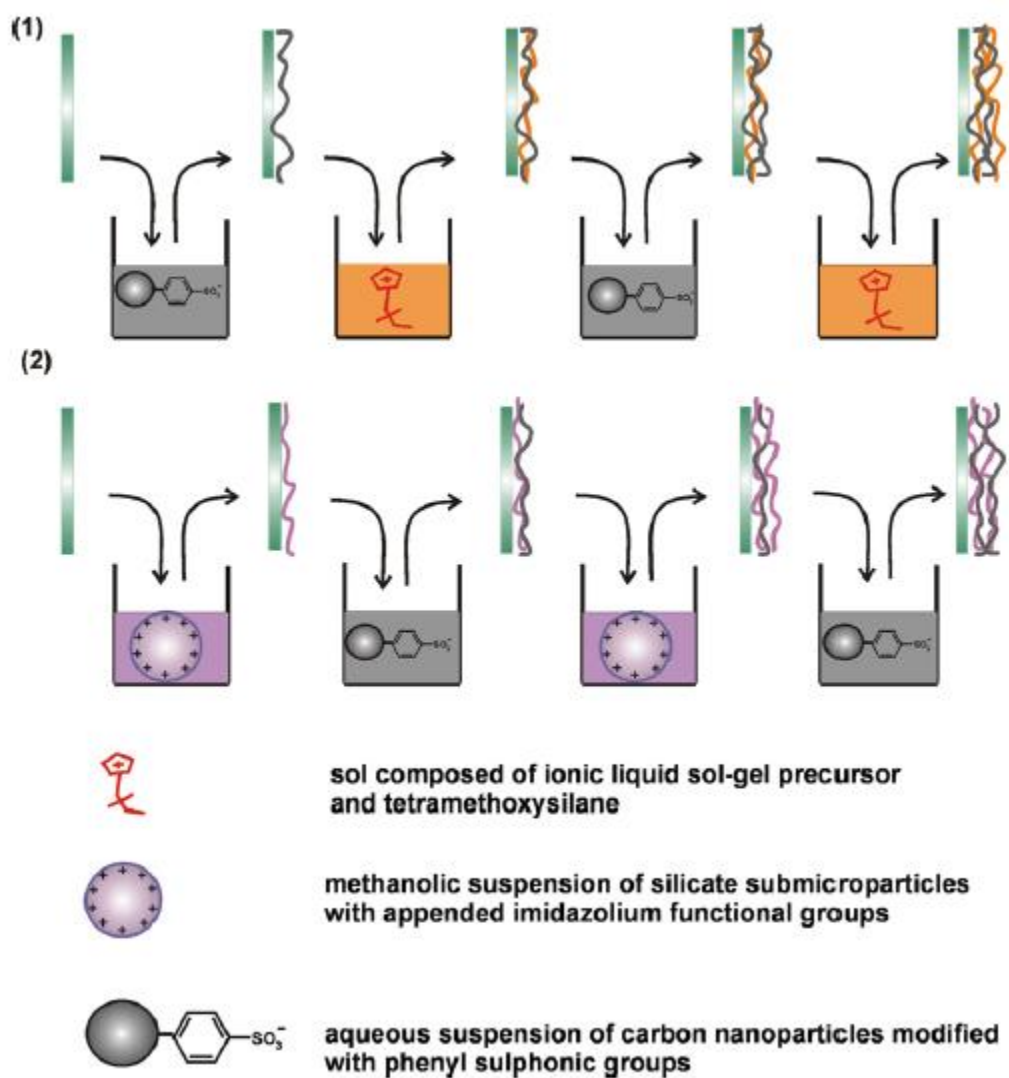 (1)
SO3-
SO3-
(2)
SO3-
SO3-
sol composed of ionic liquid sol-gel precursor
and tetramethoxysilane
methanolic suspension of silicate submicroparticles
with appended imidazolium functional groups
SO3-
aqueous suspension of carbon nanoparticles modified
with phenyl sulphonic groups